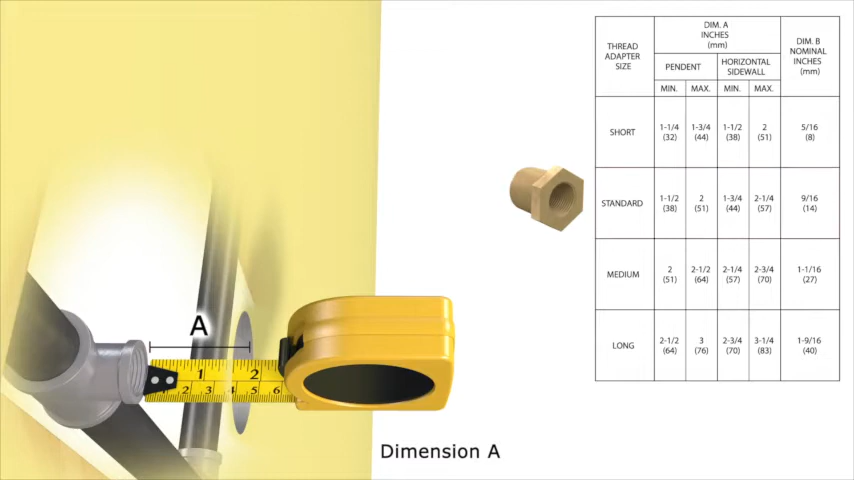 DIM. A
INCHES
(mm)
DIM. B
NOMINAL
INCHES
(mm)
THREAD
ADAPTER
SIZE
PENDENT
HORIZONTAL
SIDEWALL
MIN. MAX. MIN. MAX.
SHORT 1-1/4 1-3/4 1-1/2 2 5/16
(32) (44) (38) (51) (8)
STANDARD 1-1/2 2 1-3/4 2-1/4 9/16
(38) (51) (44) (57) (14)
MEDIUM 2 2-1/2 2-1/4 2-3/4 1-1/16
(51) (64) (57) (70) (27)
LONG 2-1/2 3 2-3/4 3-1/4 1-9/16
(64) (76) (70) (83) (40)
A
1 2
2 3 4 5 6
Dimension A